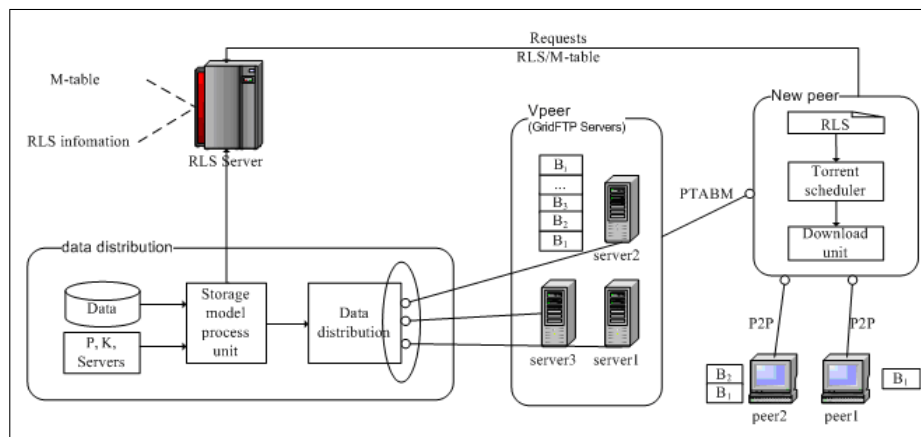 Requests
RLS/M-table
M-table
RLS infomation
RLS Server
Vpeer
(GridFTP Servers)
B₁
...
B₃
B₂
B₁
server2
server3
server1
PTABM
New peer
RLS
Torrent
scheduler
Download
unit
data distribution
Data
P, K,
Servers
Storage
model
process
unit
Data
distribution
P2P
P2P
B₂
B₁
peer2
peer1
B₁